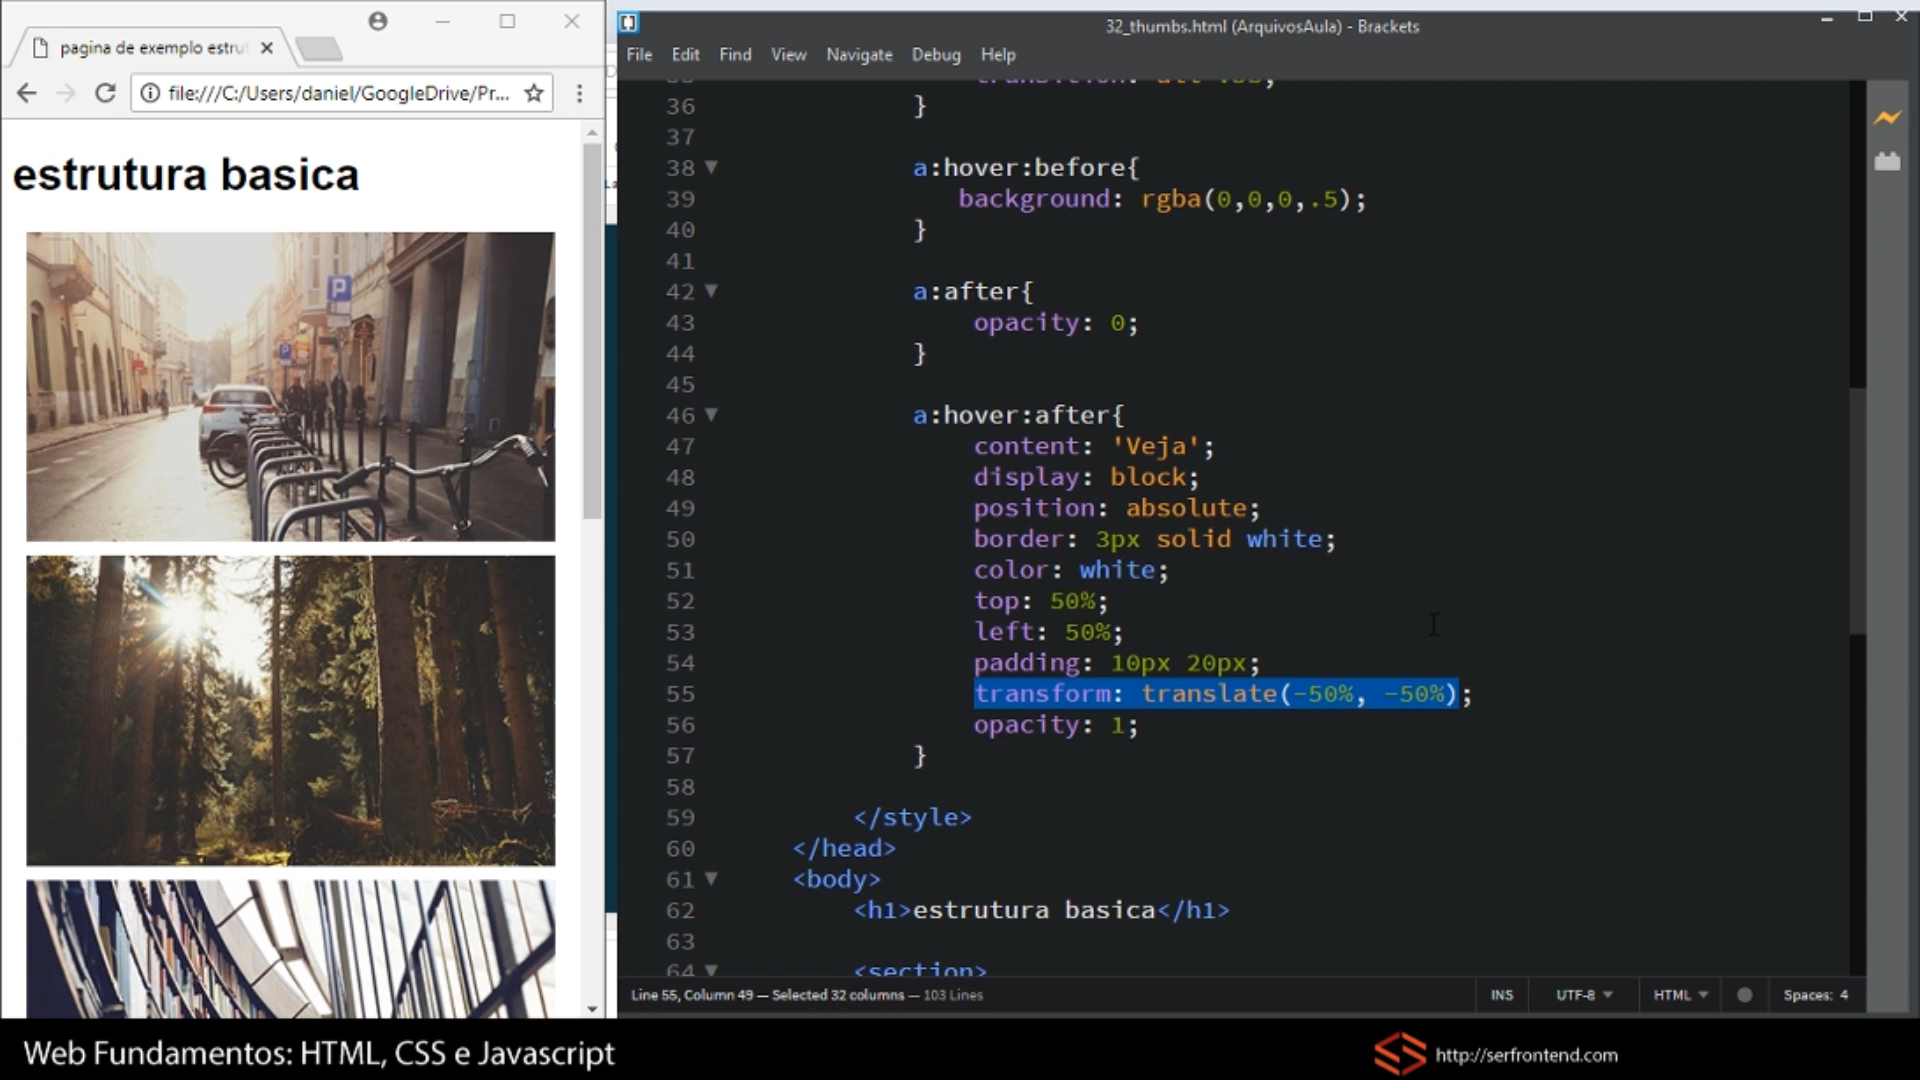 pagina de exemplo estru
file:///C:/Users/daniel/GoogleDrive/Pr...
estrutura basica
P
32_thumbs.html (ArquivosAula) - Brackets
File Edit Find View Navigate Debug Help
36 }
37
38 a:hover:before{
39 background: rgba(0,0,0,.5);
40 }
41
42 a:after{
43 opacity: 0;
44 }
45
46 a:hover:after{
47 content: 'Veja';
48 display: block;
49 position: absolute;
50 border: 3px solid white;
51 color: white;
52 top: 50%;
53 left: 50%;
54 padding: 10px 20px;
55 transform: translate(-50%, -50%);
56 opacity: 1;
57 }
58
59 </style>
60 </head>
61 <body>
62 <h1>estrutura basica</h1>
63
64 <section>
Line 55, Column 49 — Selected 32 columns — 103 Lines
INS UTF-8 HTML Spaces: 4
Web Fundamentos: HTML, CSS e Javascript
http://serfrontend.com